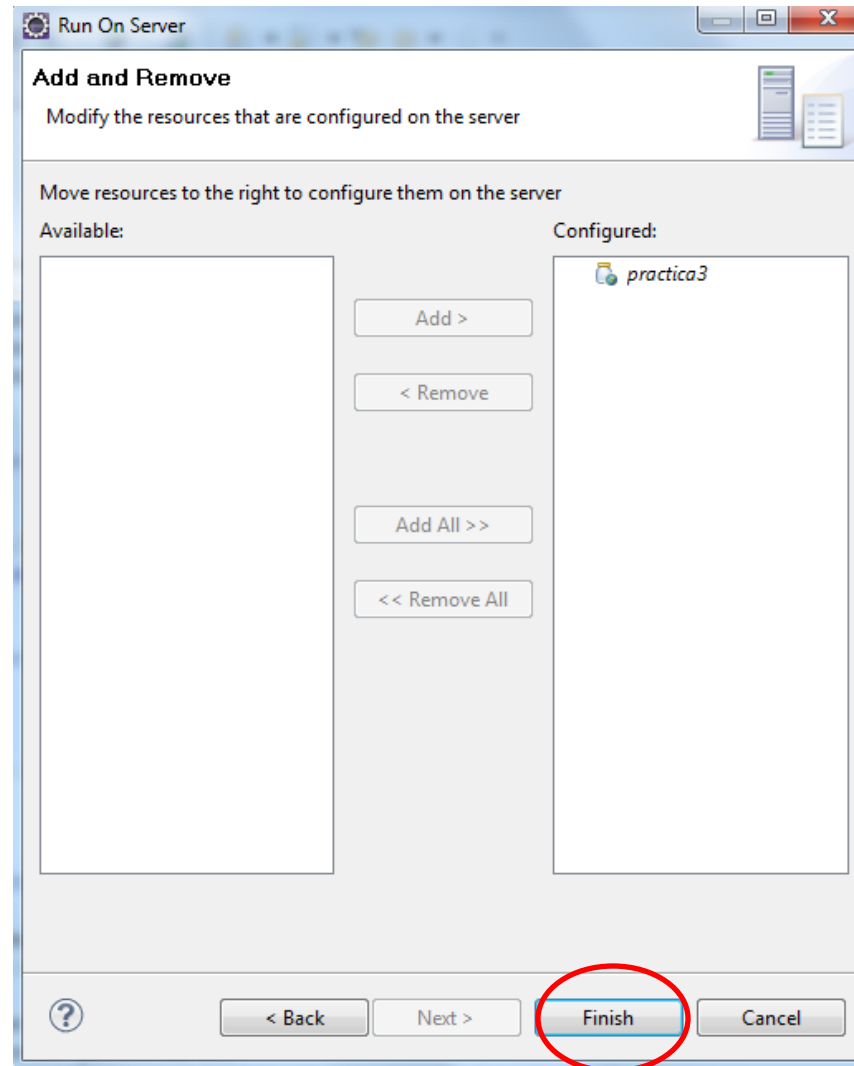 Run On Server
Add and Remove
Modify the resources that are configured on the server
Move resources to the right to configure them on the server
Available:
Configured:
practica3
Add >
< Remove
Add All >>
<< Remove All
?
< Back
Next >
Finish
Cancel